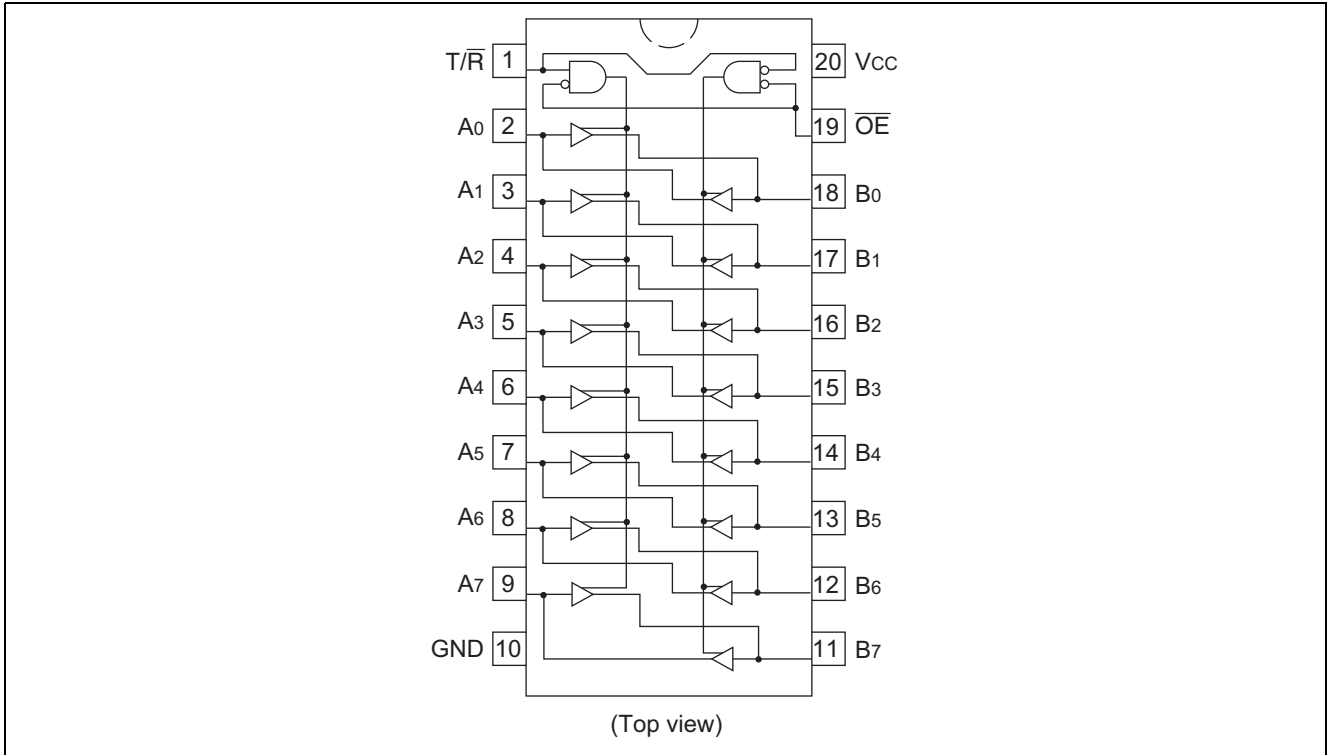 T/R̅ 1 20 VCC
A0 2 19 O̅E̅
A1 3 18 B0
A2 4 17 B1
A3 5 16 B2
A4 6 15 B3
A5 7 14 B4
A6 8 13 B5
A7 9 12 B6
GND 10 11 B7
(Top view)